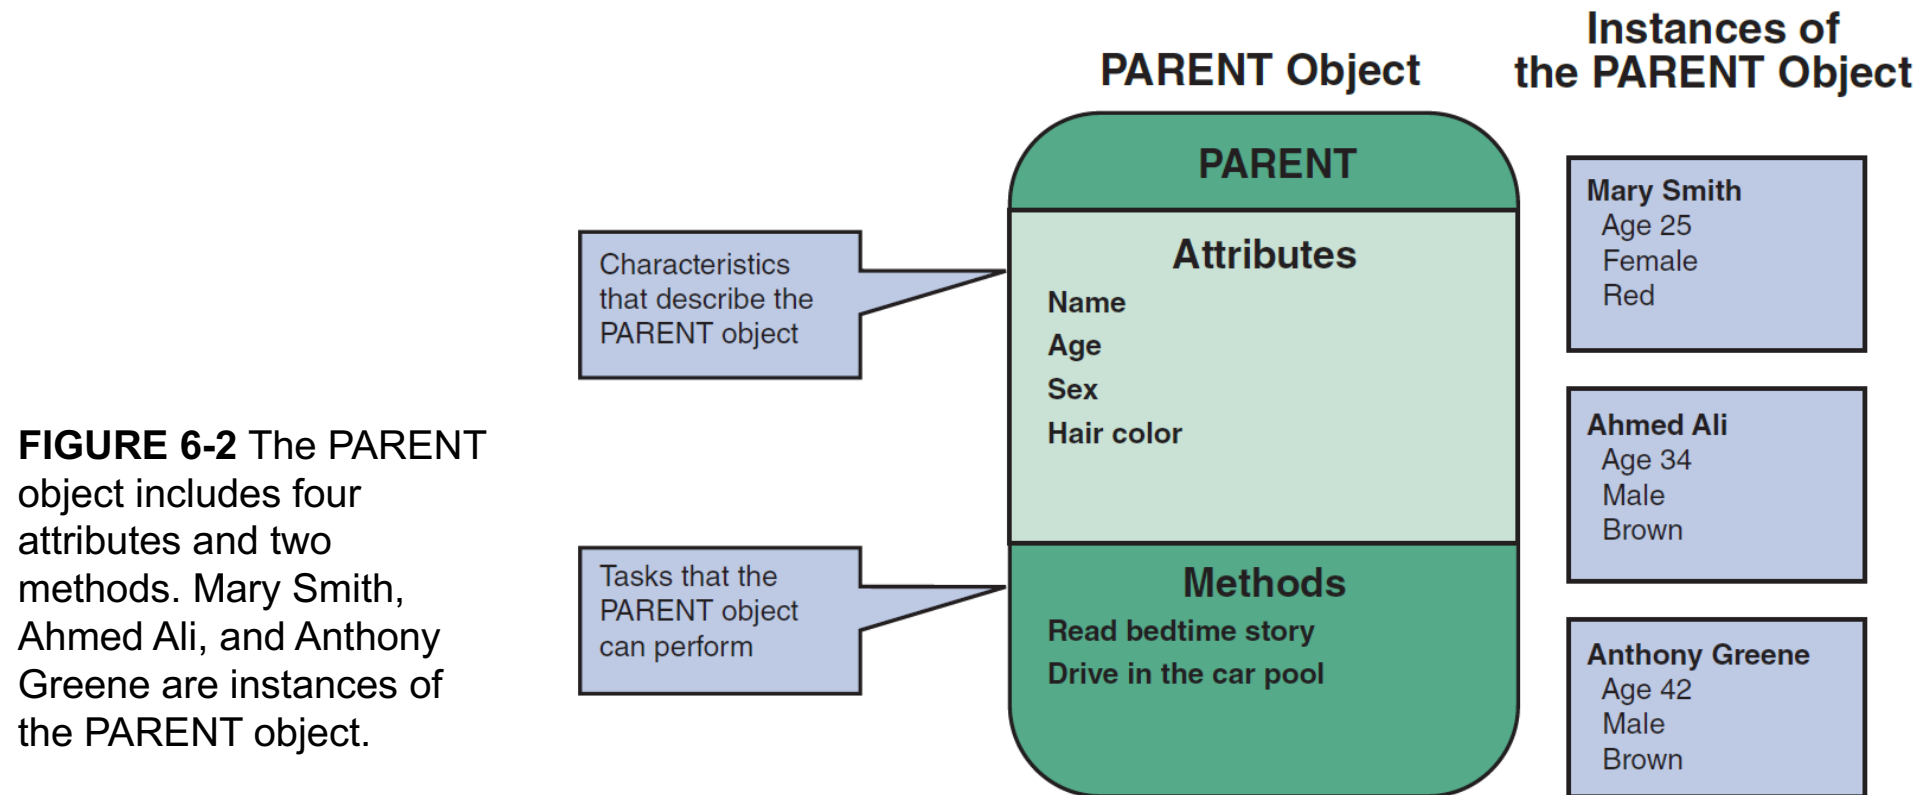 FIGURE 6-2 The PARENT
object includes four
attributes and two
methods. Mary Smith,
Ahmed Ali, and Anthony
Greene are instances of
the PARENT object.
Characteristics
that describe the
PARENT object
Tasks that the
PARENT object
can perform
PARENT Object
PARENT
Attributes
Name
Age
Sex
Hair color
Methods
Read bedtime story
Drive in the car pool
Instances of
the PARENT Object
Mary Smith
Age 25
Female
Red
Ahmed Ali
Age 34
Male
Brown
Anthony Greene
Age 42
Male
Brown